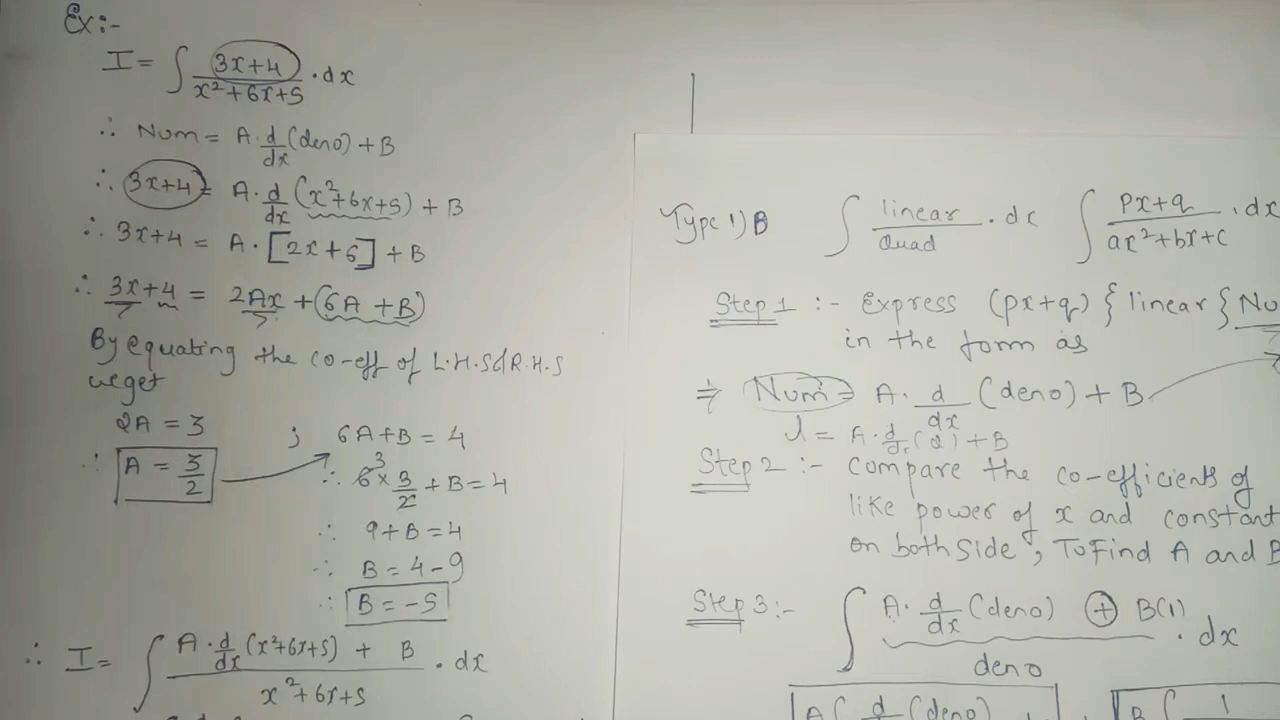 Ex:-
I = ∫ 3x+4 / x²+6x+5 · dx
∴ Num = A · d/dx (deno) + B
∴ 3x+4 = A · d/dx (x²+6x+5) + B
∴ 3x+4 = A · [2x+6] + B
∴ 3x+4 = 2Ax + (6A + B)
By equating the co-eff of L.H.S & R.H.S
we get
2A = 3 ; 6A+B = 4
∴ A = 3/2
∴ 6³ × 3/2 + B = 4
∴ 9+B = 4
∴ B = 4-9
∴ B = -5
∴ I = ∫ A · d/dx (x²+6x+5) + B / x²+6x+5 · dx
Type 1) B ∫ linear / Quad · dx ∫ px+q / ax²+bx+c · dx
Step 1 :- Express (px+q) {linear}
in the form as
⇒ Num = A · d/dx (deno) + B
= A · d/dx (Q) + B
Step 2 :- Compare the co-efficients of
like power of x and constant
on both side, To Find A and B
Step 3 :- ∫ A · d/dx (deno) + B(1) / deno · dx
A ∫ d/dx (deno) B ∫ 1